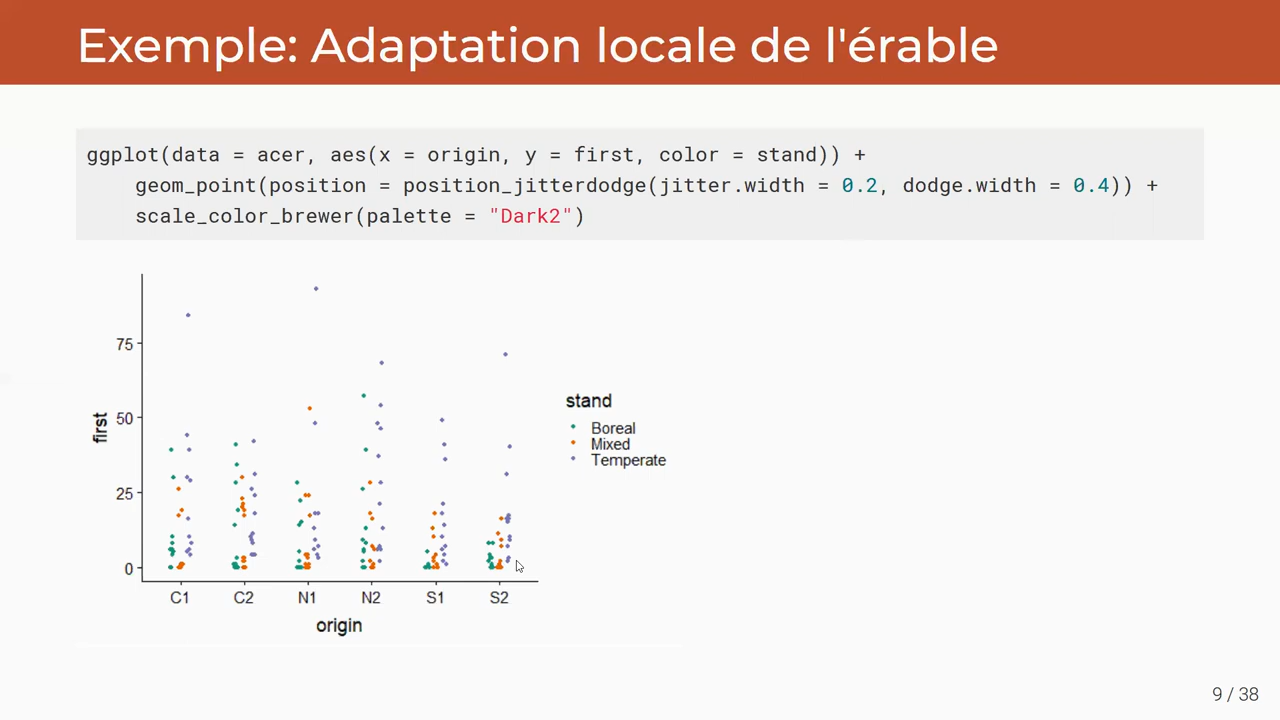 Exemple: Adaptation locale de l'érable
ggplot(data = acer, aes(x = origin, y = first, color = stand)) +
geom_point(position = position_jitterdodge(jitter.width = 0.2, dodge.width = 0.4)) +
scale_color_brewer(palette = "Dark2")
75
50
25
0
first
C1 C2 N1 N2 S1 S2
origin
stand
Boreal
Mixed
Temperate
9 / 38